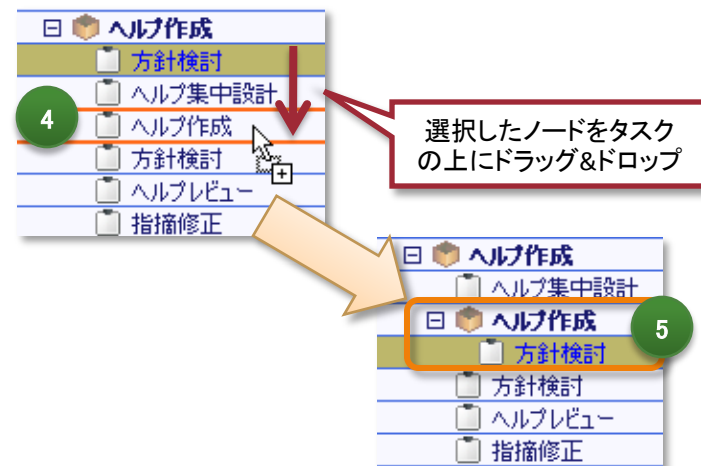 ヘルプ作成
方針検討
ヘルプ集中設計
4
ヘルプ作成
方針検討
ヘルプレビュー
指摘修正
選択したノードをタスク
の上にドラッグ&ドロップ
ヘルプ作成
ヘルプ集中設計
ヘルプ作成
5
方針検討
方針検討
ヘルプレビュー
指摘修正